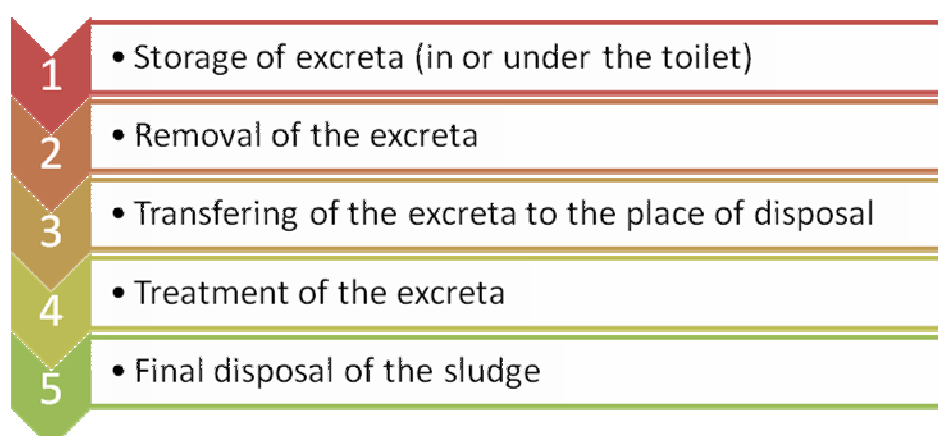 1 • Storage of excreta (in or under the toilet)
2 • Removal of the excreta
3 • Transfering of the excreta to the place of disposal
4 • Treatment of the excreta
5 • Final disposal of the sludge